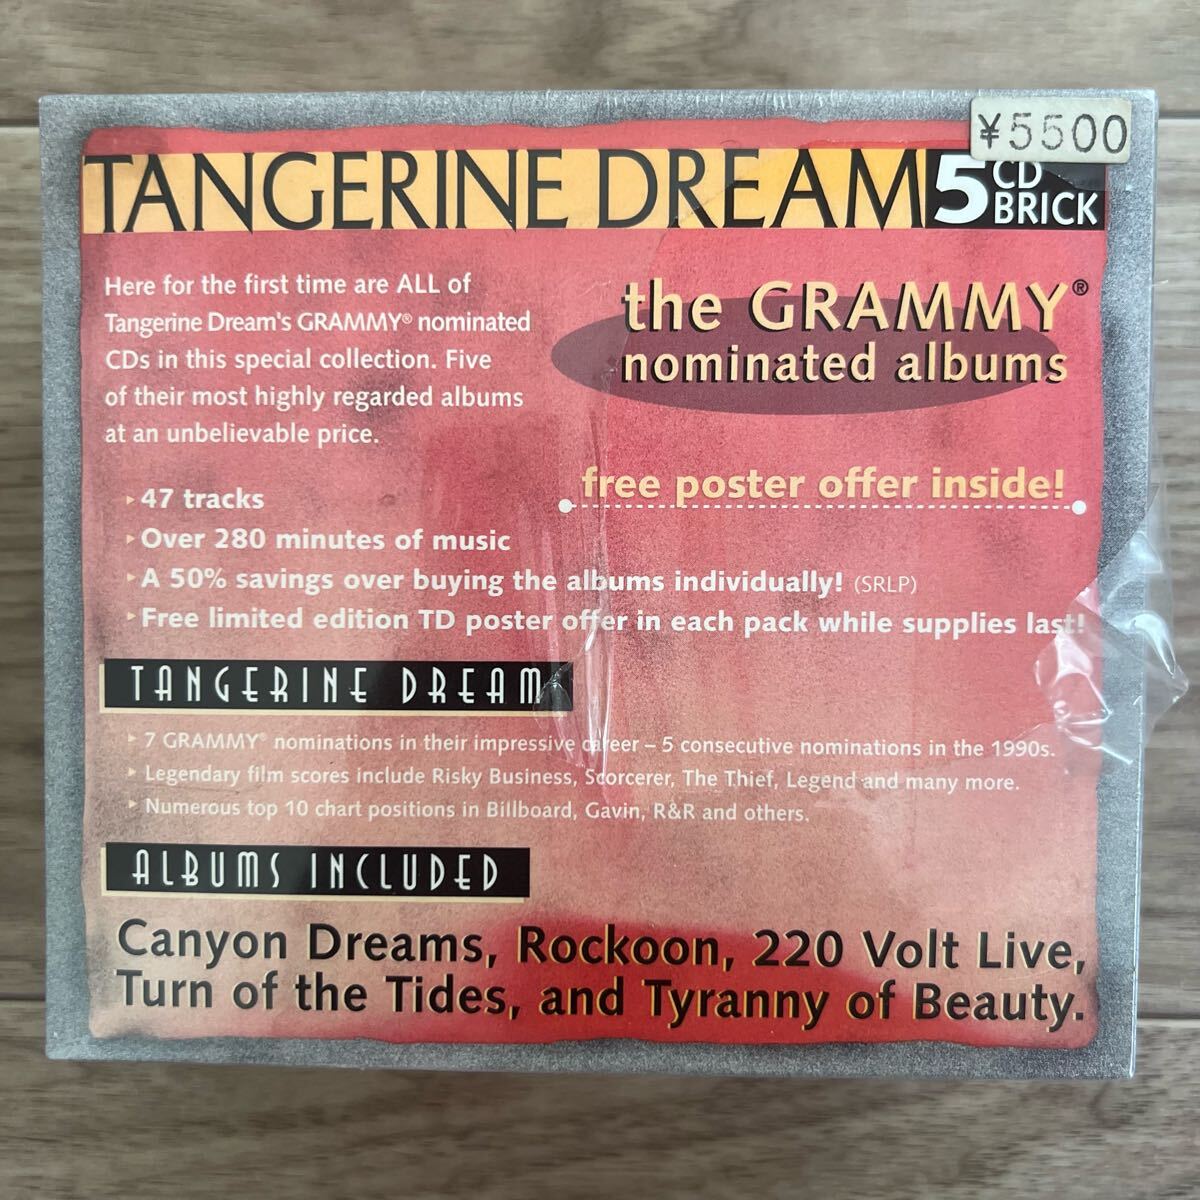 ¥5500
TANGERINE DREAM 5 CD BRICK
Here for the first time are ALL of
Tangerine Dream's GRAMMY® nominated
CDs in this special collection. Five
of their most highly regarded albums
at an unbelievable price.
the GRAMMY®
nominated albums
free poster offer inside!
‣ 47 tracks
‣ Over 280 minutes of music
‣ A 50% savings over buying the albums individually! (SRLP)
‣ Free limited edition TD poster offer in each pack while supplies last!
TANGERINE DREAM
‣ 7 GRAMMY® nominations in their impressive career – 5 consecutive nominations in the 1990s.
‣ Legendary film scores include Risky Business, Scorcerer, The Thief, Legend and many more.
‣ Numerous top 10 chart positions in Billboard, Gavin, R&R and others.
ALBUMS INCLUDED
Canyon Dreams, Rockoon, 220 Volt Live,
Turn of the Tides, and Tyranny of Beauty.